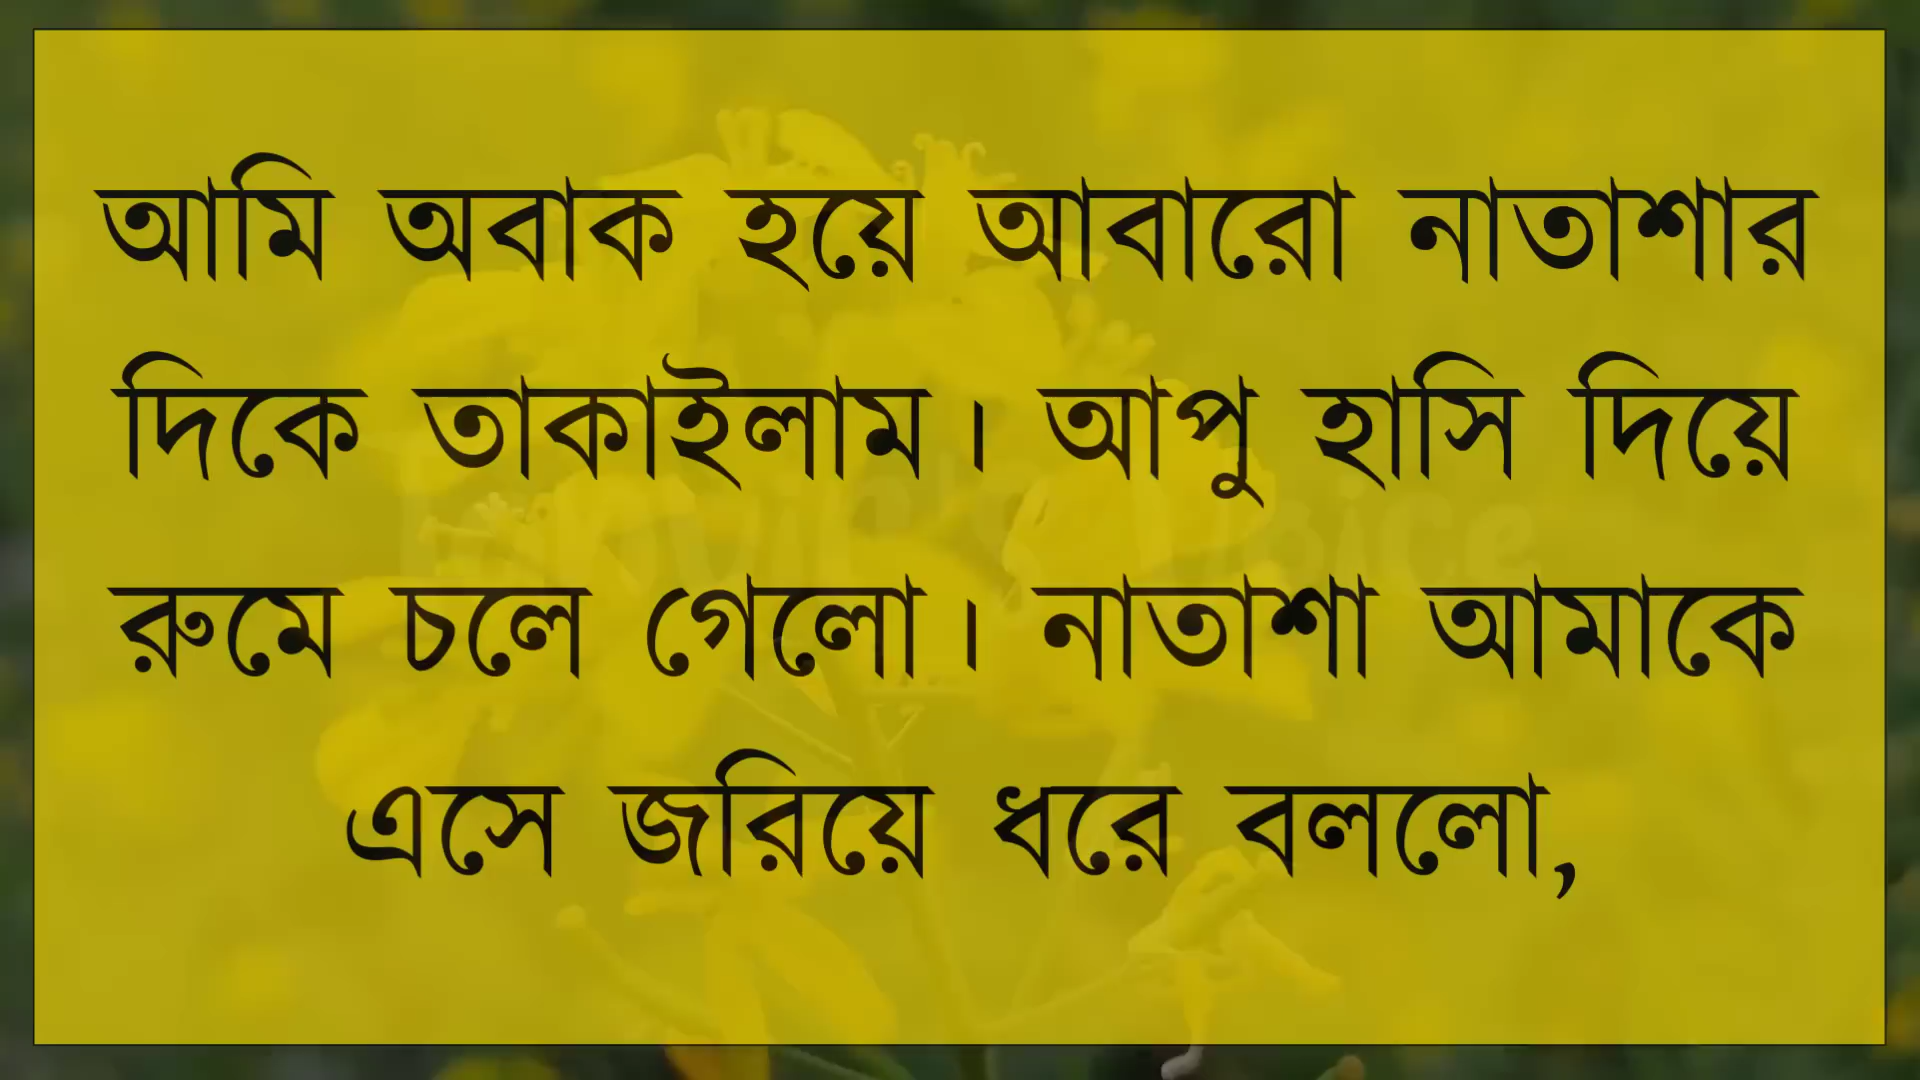 আমি অবাক হয়ে আবারো নাতাশার
দিকে তাকাইলাম। আপু হাসি দিয়ে
রুমে চলে গেলো। নাতাশা আমাকে
এসে জরিয়ে ধরে বললো,